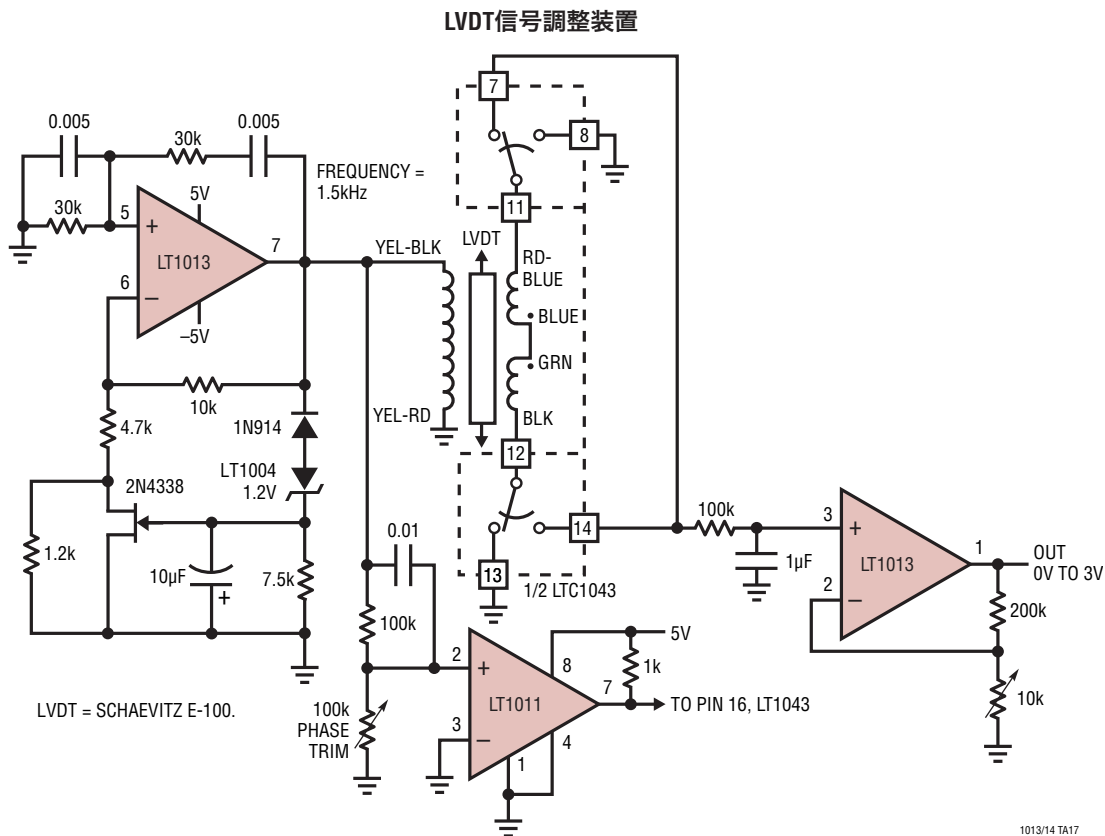 LVDT信号調整装置
7
0.005
0.005
8
30k
FREQUENCY =
1.5kHz
30k
5V
11
5
+
7
YEL-BLK
LVDT
RD-
BLUE
LT1013
6
–
BLUE
–5V
GRN
10k
YEL-RD
BLK
4.7k
1N914
12
LT1004
1.2V
2N4338
100k
3
+
1
OUT
0V TO 3V
0.01
14
LT1013
1.2k
10µF
+
7.5k
13
1µF
2
–
1/2 LTC1043
200k
100k
5V
2
+
8
1k
10k
7
LT1011
TO PIN 16, LT1043
LVDT = SCHAEVITZ E-100.
100k
PHASE
TRIM
3
–
4
1
1013/14 TA17